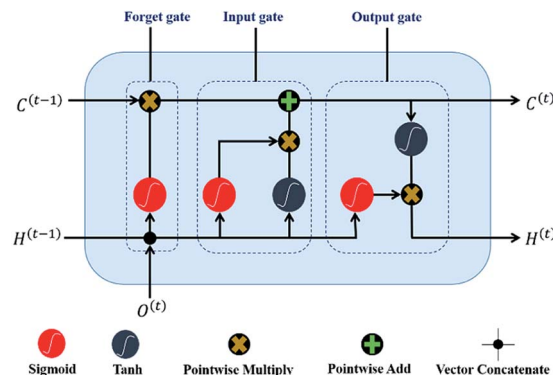 Forget gate Input gate Output gate
C^(t-1) C^(t)
H^(t-1) H^(t)
O^(t)
Sigmoid Tanh Pointwise Multiply Pointwise Add Vector Concatenate